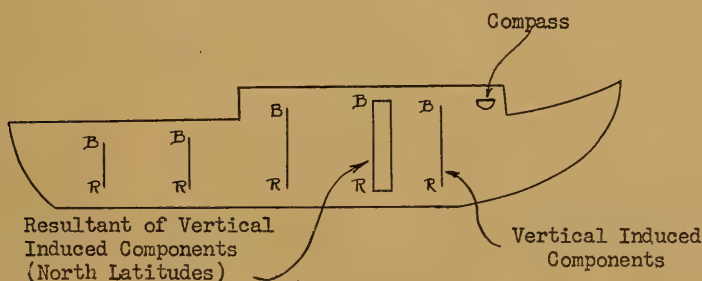 Compass
B
B
B
B
B
R
R
R
R
R
Resultant of Vertical
Induced Components
(North Latitudes)
Vertical Induced
Components